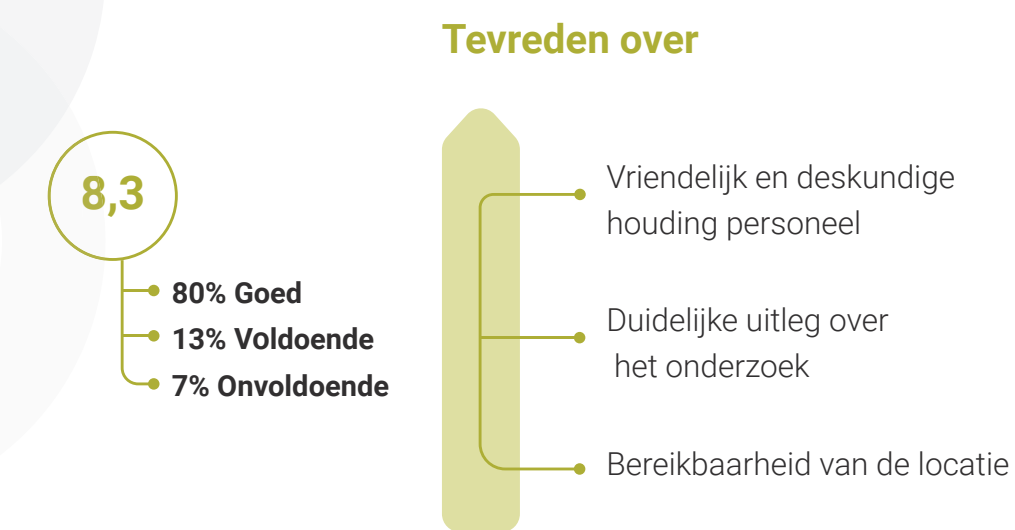 Tevreden over
8,3
80% Goed
13% Voldoende
7% Onvoldoende
Vriendelijk en deskundige
houding personeel
Duidelijke uitleg over
het onderzoek
Bereikbaarheid van de locatie